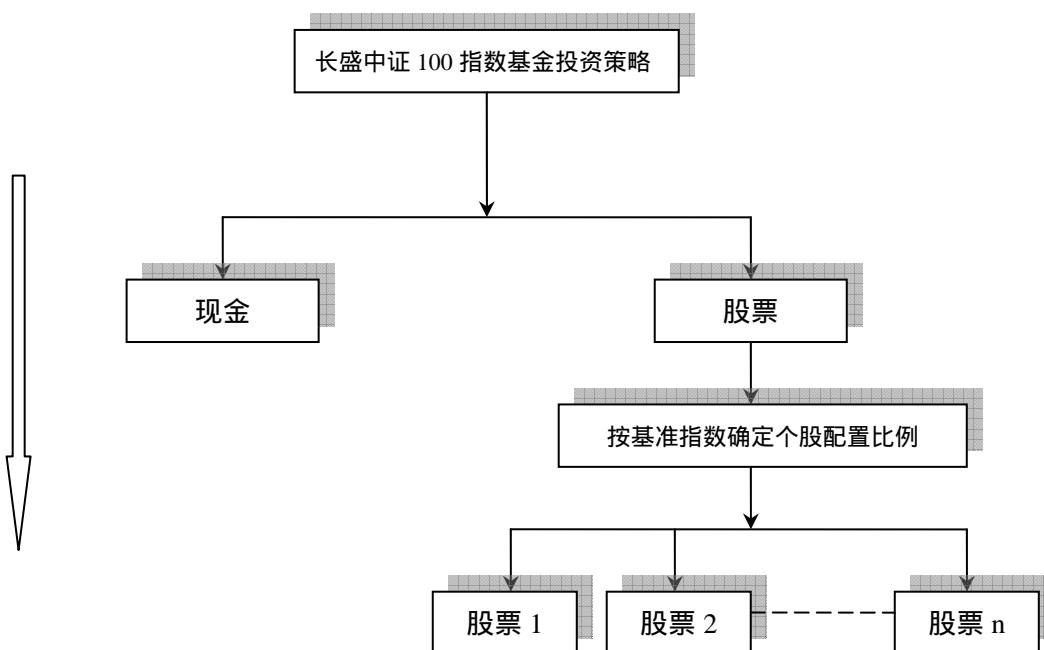 长盛中证 100 指数基金投资策略
现金
股票
按基准指数确定个股配置比例
股票 1
股票 2
股票 n